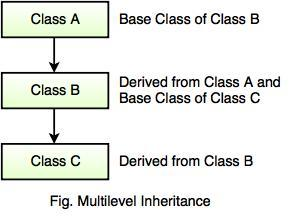 Class A
Base Class of Class B
Class B
Derived from Class A and
Base Class of Class C
Class C
Derived from Class B
Fig. Multilevel Inheritance